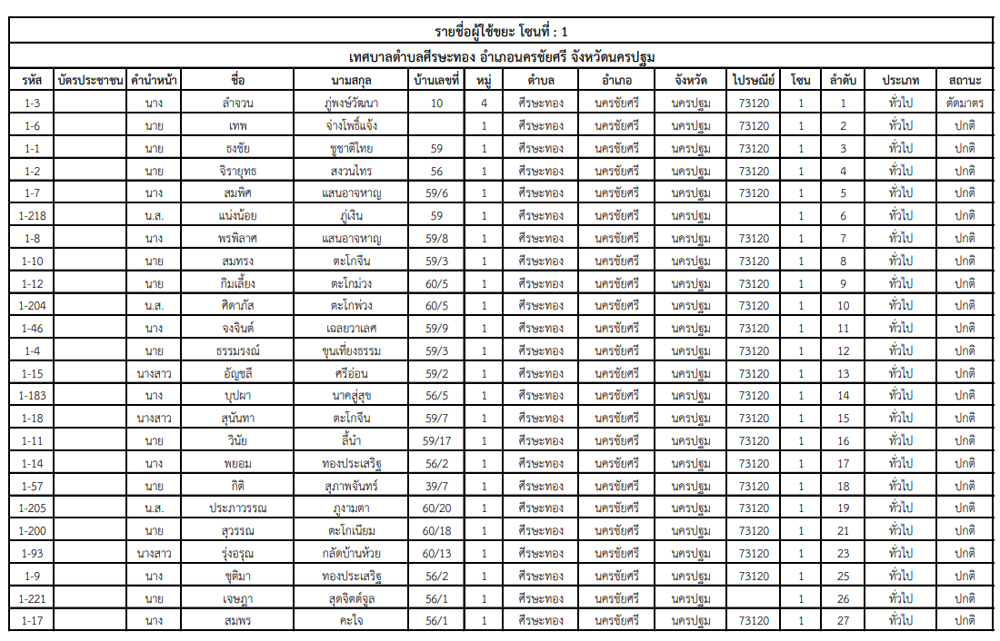 รายชื่อผู้ใช้ขยะ โซนที่ : 1
เทศบาลตำบลศีรษะทอง อำเภอนครชัยศรี จังหวัดนครปฐม
รหัส บัตรประชาชน คำนำหน้า ชื่อ นามสกุล บ้านเลขที่ หมู่ ตำบล อำเภอ จังหวัด ไปรษณีย์ โซน ลำดับ ประเภท สถานะ
1-3 นาง ลำจวน ภู่พงษ์วัฒนา 10 4 ศีรษะทอง นครชัยศรี นครปฐม 73120 1 1 ทั่วไป ตัดมาตร
1-6 นาย เทพ จ่างโพธิ์แจ้ง 1 ศีรษะทอง นครชัยศรี นครปฐม 73120 1 2 ทั่วไป ปกติ
1-1 นาย ธงชัย ชูชาติไทย 59 1 ศีรษะทอง นครชัยศรี นครปฐม 73120 1 3 ทั่วไป ปกติ
1-2 นาย จิรายุทธ สงวนไทร 56 1 ศีรษะทอง นครชัยศรี นครปฐม 73120 1 4 ทั่วไป ปกติ
1-7 นาง สมพิศ แสนอาจหาญ 59/6 1 ศีรษะทอง นครชัยศรี นครปฐม 73120 1 5 ทั่วไป ปกติ
1-218 น.ส. แน่งน้อย ภู่เงิน 59 1 ศีรษะทอง นครชัยศรี นครปฐม 1 6 ทั่วไป ปกติ
1-8 นาง พรพิลาศ แสนอาจหาญ 59/8 1 ศีรษะทอง นครชัยศรี นครปฐม 73120 1 7 ทั่วไป ปกติ
1-10 นาย สมทรง ตะโกจีน 59/3 1 ศีรษะทอง นครชัยศรี นครปฐม 73120 1 8 ทั่วไป ปกติ
1-12 นาย กิมเลี้ยง ตะโกม่วง 60/5 1 ศีรษะทอง นครชัยศรี นครปฐม 73120 1 9 ทั่วไป ปกติ
1-204 น.ส. ศิดาภัส ตะโกพ่วง 60/5 1 ศีรษะทอง นครชัยศรี นครปฐม 73120 1 10 ทั่วไป ปกติ
1-46 นาง จงจินต์ เฉลยวาเลศ 59/9 1 ศีรษะทอง นครชัยศรี นครปฐม 73120 1 11 ทั่วไป ปกติ
1-4 นาย ธรรมรงณ์ ขุนเที่ยงธรรม 59/3 1 ศีรษะทอง นครชัยศรี นครปฐม 73120 1 12 ทั่วไป ปกติ
1-15 นางสาว อัญชลี ศรีอ่อน 59/2 1 ศีรษะทอง นครชัยศรี นครปฐม 73120 1 13 ทั่วไป ปกติ
1-183 นาง บุปผา นาคสู่สุข 56/5 1 ศีรษะทอง นครชัยศรี นครปฐม 73120 1 14 ทั่วไป ปกติ
1-18 นางสาว สุนันทา ตะโกจีน 59/7 1 ศีรษะทอง นครชัยศรี นครปฐม 73120 1 15 ทั่วไป ปกติ
1-11 นาย วินัย ลี้นำ 59/17 1 ศีรษะทอง นครชัยศรี นครปฐม 73120 1 16 ทั่วไป ปกติ
1-14 นาง พยอม ทองประเสริฐ 56/2 1 ศีรษะทอง นครชัยศรี นครปฐม 73120 1 17 ทั่วไป ปกติ
1-57 นาย กิติ สุภาพจันทร์ 39/7 1 ศีรษะทอง นครชัยศรี นครปฐม 73120 1 18 ทั่วไป ปกติ
1-205 น.ส. ประภาวรรณ ภูงามตา 60/20 1 ศีรษะทอง นครชัยศรี นครปฐม 73120 1 19 ทั่วไป ปกติ
1-200 นาย สุวรรณ ตะโกเนียม 60/18 1 ศีรษะทอง นครชัยศรี นครปฐม 73120 1 21 ทั่วไป ปกติ
1-93 นางสาว รุ่งอรุณ กลัดบ้านห้วย 60/13 1 ศีรษะทอง นครชัยศรี นครปฐม 73120 1 23 ทั่วไป ปกติ
1-9 นาง ชุติมา ทองประเสริฐ 56/2 1 ศีรษะทอง นครชัยศรี นครปฐม 73120 1 25 ทั่วไป ปกติ
1-221 นาย เจษฎา สุดจิตต์จูล 56/1 1 ศีรษะทอง นครชัยศรี นครปฐม 1 26 ทั่วไป ปกติ
1-17 นาง สมพร คะใจ 56/1 1 ศีรษะทอง นครชัยศรี นครปฐม 73120 1 27 ทั่วไป ปกติ